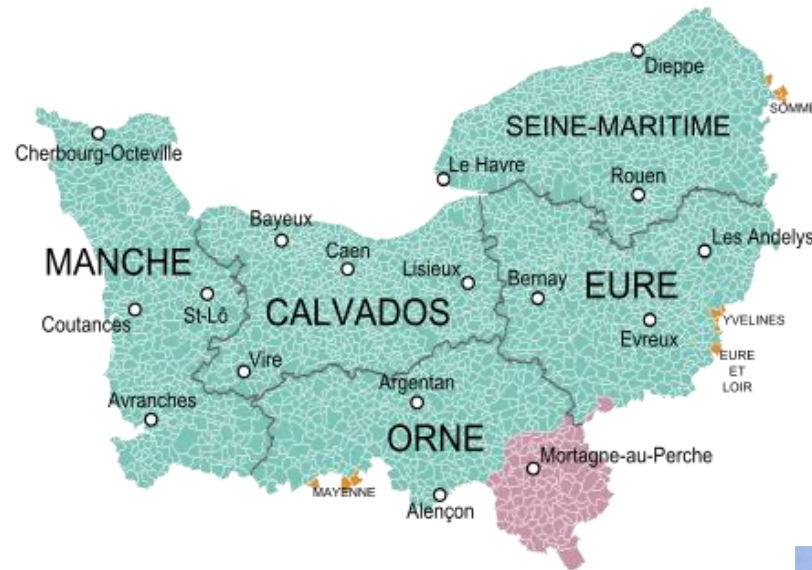 Dieppe
SOMME
SEINE-MARITIME
Cherbourg-Octeville
Le Havre
Rouen
Bayeux
Les Andelys
Caen
MANCHE
Lisieux
Bernay
EURE
St-Lô
CALVADOS
Coutances
YVELINES
Evreux
Vire
EURE
ET
LOIR
Argentan
Avranches
ORNE
Mortagne-au-Perche
MAYENNE
Alençon